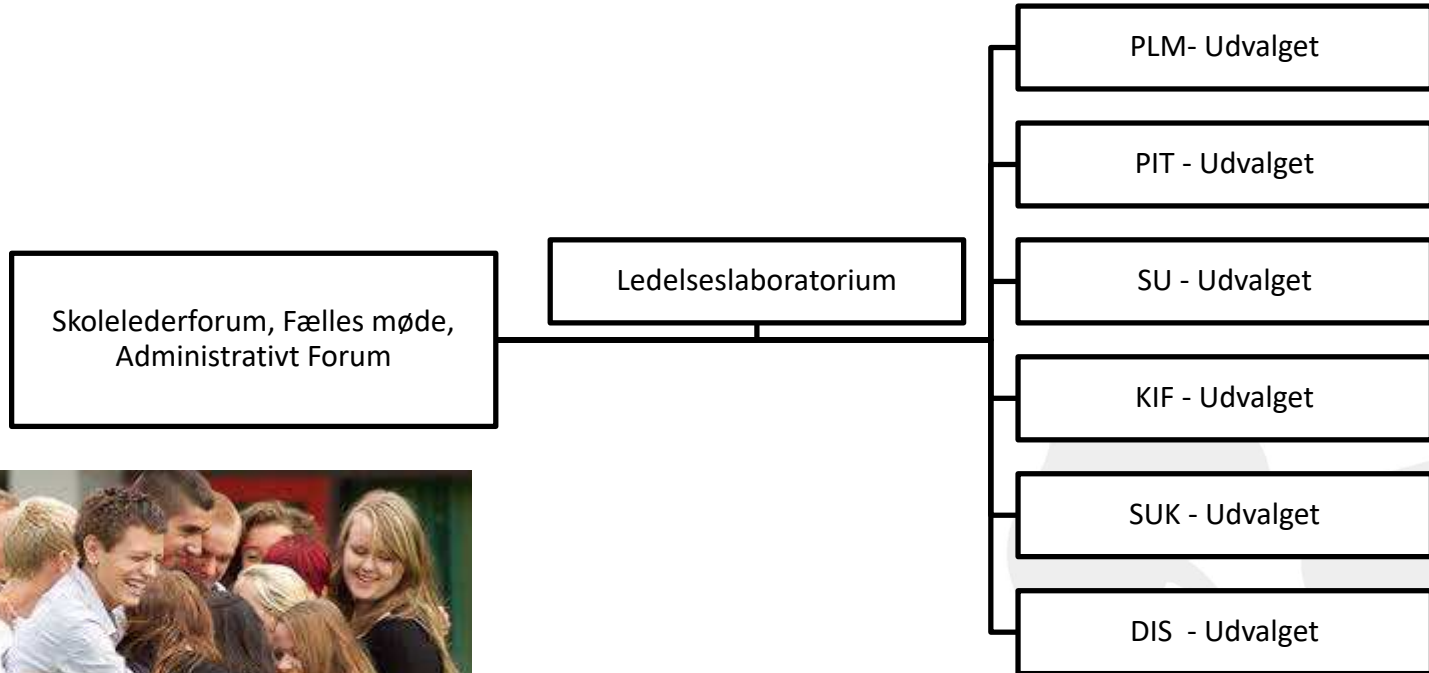 Skolelederforum, Fælles møde,
Administrativt Forum
Ledelseslaboratorium
PLM- Udvalget
PIT - Udvalget
SU - Udvalget
KIF - Udvalget
SUK - Udvalget
DIS  - Udvalget